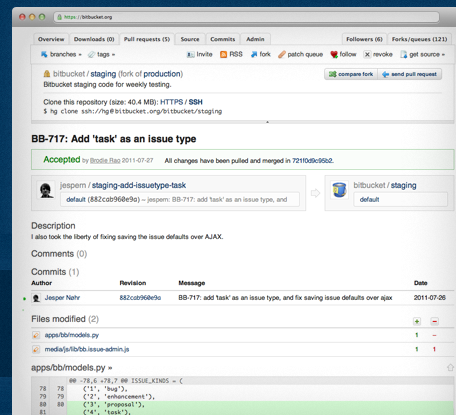 https://bitbucket.org
Overview Downloads (0) Pull requests (5) Source Commits Admin Followers (6) Forks/queues (121)
branches » tags » Invite RSS fork patch queue follow revoke get source »
bitbucket / staging (fork of production) compare fork send pull request
Bitbucket staging code for weekly testing.
Clone this repository (size: 40.4 MB): HTTPS / SSH
$ hg clone ssh://hg@bitbucket.org/bitbucket/staging
BB-717: Add 'task' as an issue type
Accepted by Brodie Rao 2011-07-27 All changes have been pulled and merged in 721f0d9c95b2.
jespern / staging-add-issuetype-task bitbucket / staging
default (882cab960e9a) – jespern: BB-717: add 'task' as an issue, and default
Description
I also took the liberty of fixing saving the issue defaults over AJAX.
Comments (0)
Commits (1)
Author Revision Message Date
Jesper Nøhr 882cab960e9a BB-717: add 'task' as an issue type, and fix saving issue defaults over ajax 2011-07-26
Files modified (2) + –
apps/bb/models.py 1 –
media/js/lib/bb.issue-admin.js 1 1
apps/bb/models.py »
@@ -78,6 +78,7 @@ ISSUE_KINDS = (
78 78 ('1', 'bug'),
79 79 ('2', 'enhancement'),
80 80 ('3', 'proposal'),
81 ('4', 'task'),